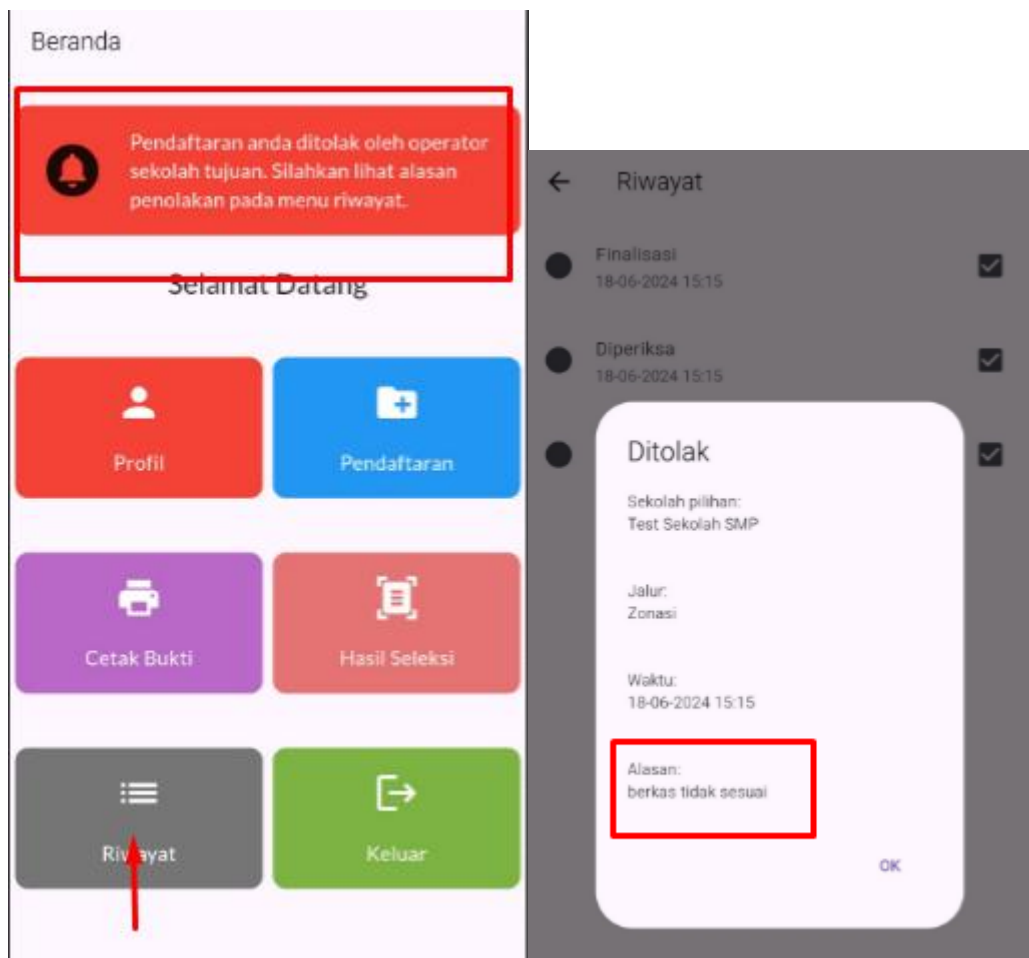 Beranda
Pendaftaran anda ditolak oleh operator
sekolah tujuan. Silahkan lihat alasan
penolakan pada menu riwayat.
Selamat Datang
Profil
Pendaftaran
Cetak Bukti
Hasil Seleksi
Riwayat
Keluar
Riwayat
Finalisasi
18-06-2024 15:15
Diperiksa
18-06-2024 15:15
Ditolak
Sekolah pilihan:
Test Sekolah SMP
Jalur:
Zonasi
Waktu:
18-06-2024 15:15
Alasan:
berkas tidak sesuai
OK